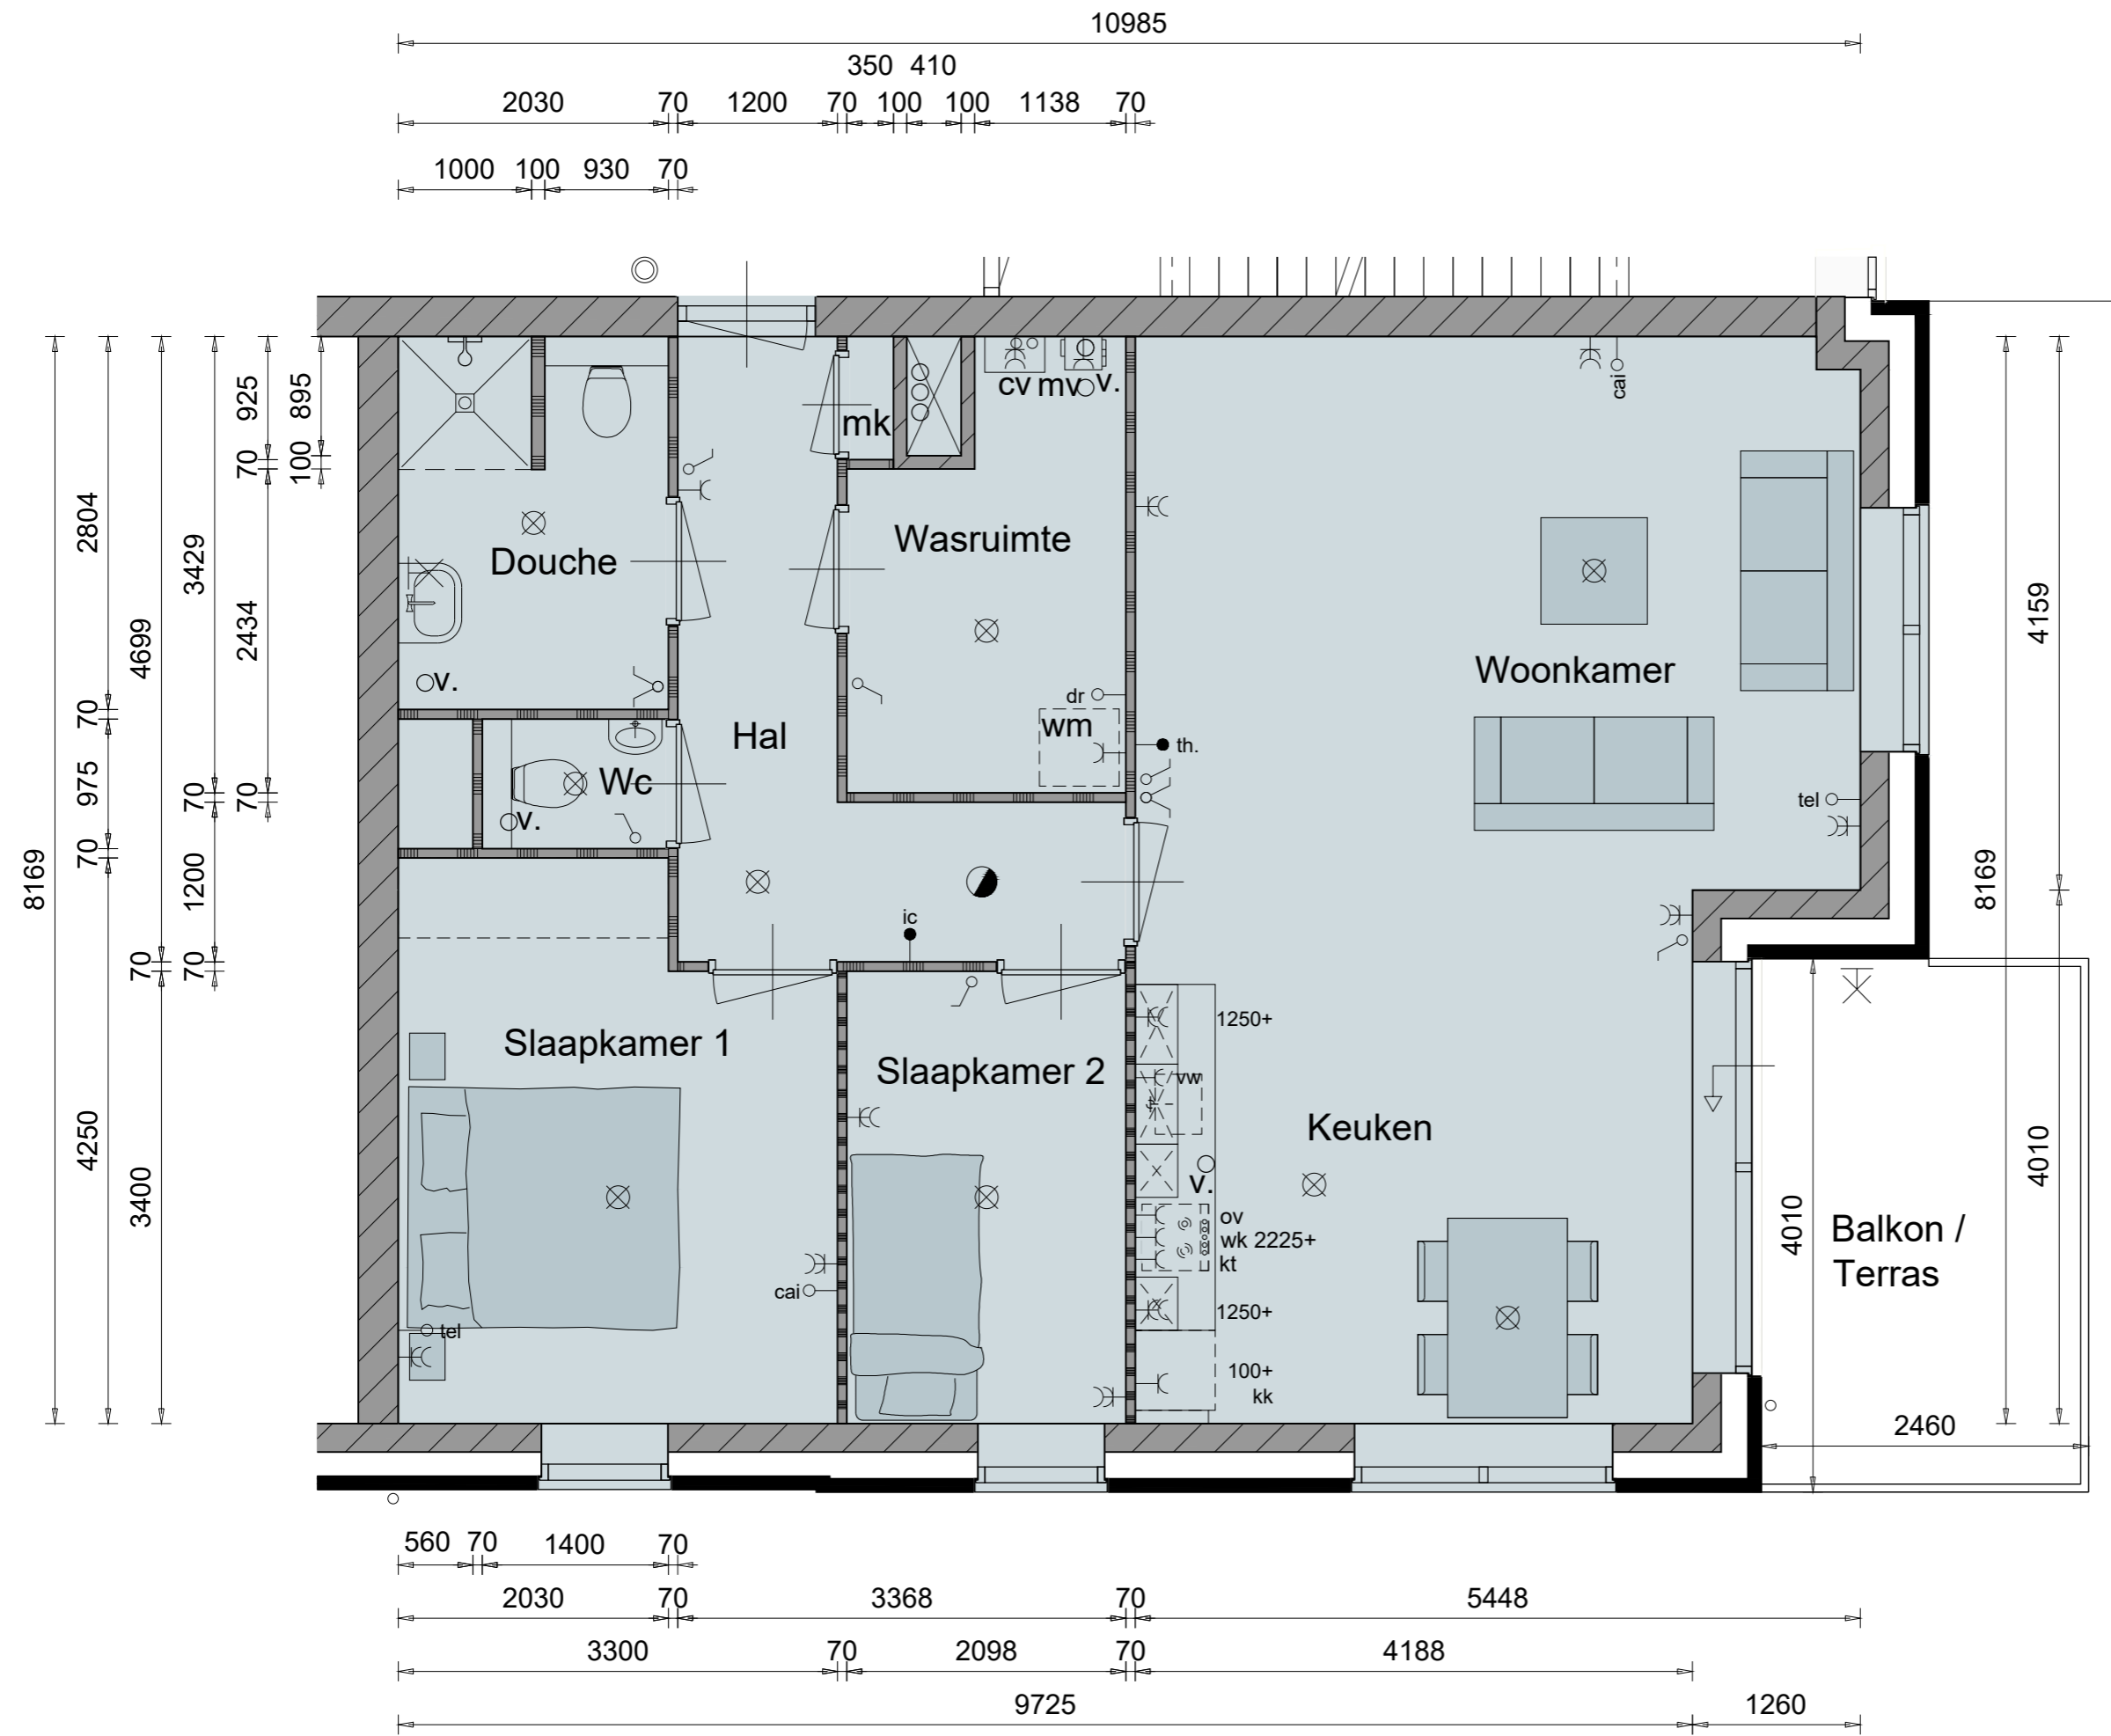 10985
350 410
2030 70 1200 70 100 100 1138 70
1000 100 930 70
925
895
70
100
2804
3429
2434
4699
8169
70
975
70
70
70
1200
4250
70
70
3400
cv mv v.
mk
cai
Douche
Wasruimte
Woonkamer
v.
dr
wm
Hal
th.
Wc
v.
tel
ic
Slaapkamer 1
Slaapkamer 2
1250+
vw
Keuken
v.
ov
wk 2225+
kt
cai
1250+
tel
100+
kk
Balkon /
Terras
4159
8169
4010
4010
2460
560 70 1400 70
2030 70 3368 70 5448
3300 70 2098 70 4188
9725 1260